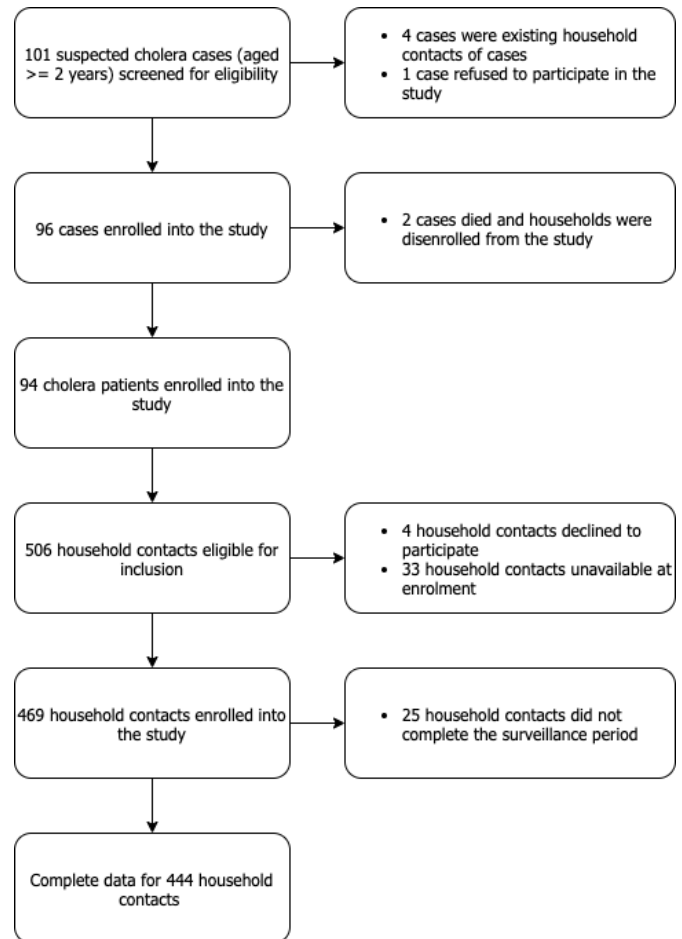 101 suspected cholera cases (aged
>= 2 years) screened for eligibility
• 4 cases were existing household
contacts of cases
• 1 case refused to participate in the
study
96 cases enrolled into the study
• 2 cases died and households were
disenrolled from the study
94 cholera patients enrolled into the
study
506 household contacts eligible for
inclusion
• 4 household contacts declined to
participate
• 33 household contacts unavailable at
enrolment
469 household contacts enrolled into
the study
• 25 household contacts did not
complete the surveillance period
Complete data for 444 household
contacts